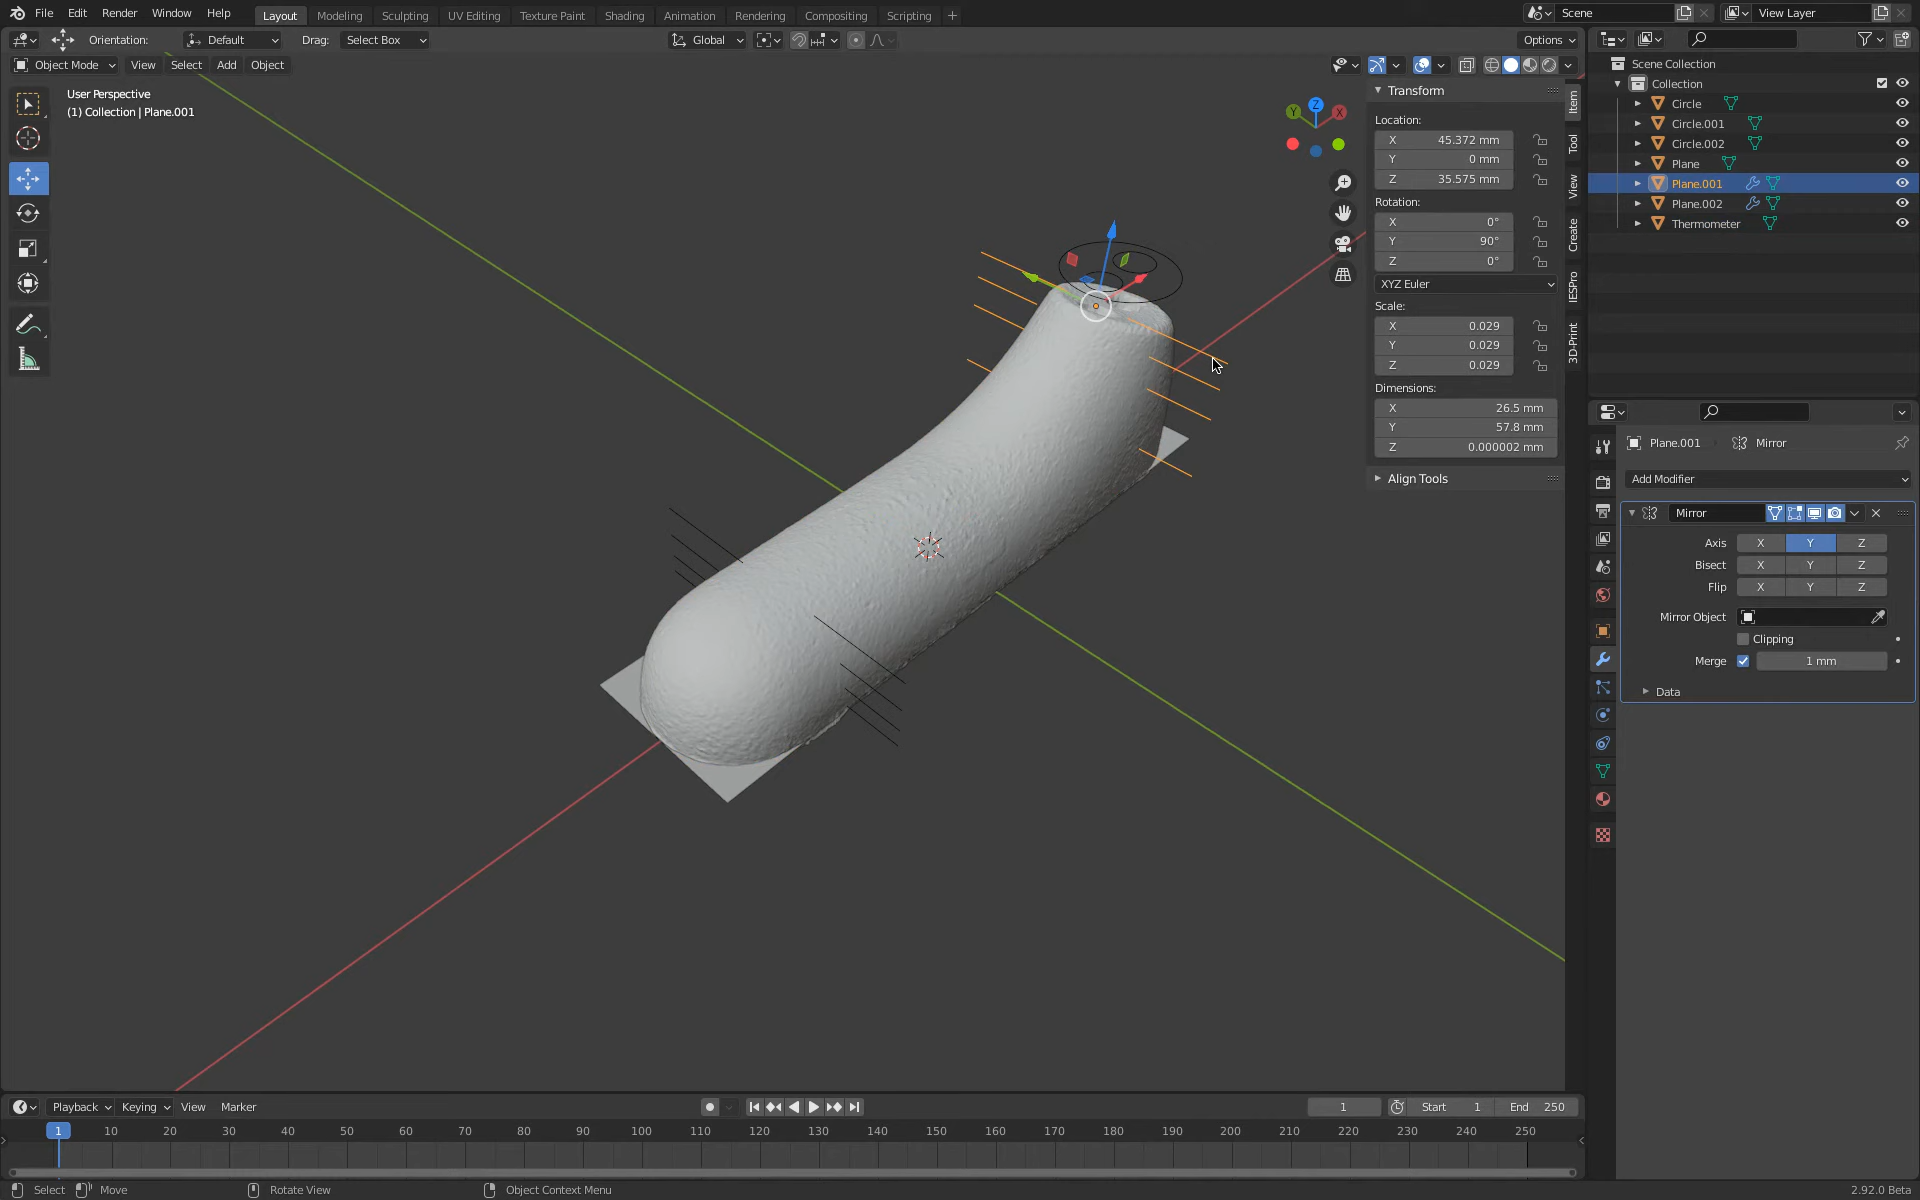 File Edit Render Window Help Layout Modeling Sculpting UV Editing Texture Paint Shading Animation Rendering Compositing Scripting + Scene View Layer
Orientation: Default Drag: Select Box Global Options
Object Mode View Select Add Object
User Perspective
(1) Collection | Plane.001
Z
Y
X
Transform
Location:
X 45.372 mm
Y 0 mm
Z 35.575 mm
Rotation:
X 0°
Y 90°
Z 0°
XYZ Euler
Scale:
X 0.029
Y 0.029
Z 0.029
Dimensions:
X 26.5 mm
Y 57.8 mm
Z 0.000002 mm
Align Tools
Item
Tool
View
Create
IESPro
3D-Print
Scene Collection
Collection
Circle
Circle.001
Circle.002
Plane
Plane.001
Plane.002
Thermometer
Plane.001 Mirror
Add Modifier
Mirror
Axis X Y Z
Bisect X Y Z
Flip X Y Z
Mirror Object
Clipping
Merge 1 mm
Data
Playback Keying View Marker 1 Start 1 End 250
1 10 20 30 40 50 60 70 80 90 100 110 120 130 140 150 160 170 180 190 200 210 220 230 240 250
Select Move Rotate View Object Context Menu 2.92.0 Beta